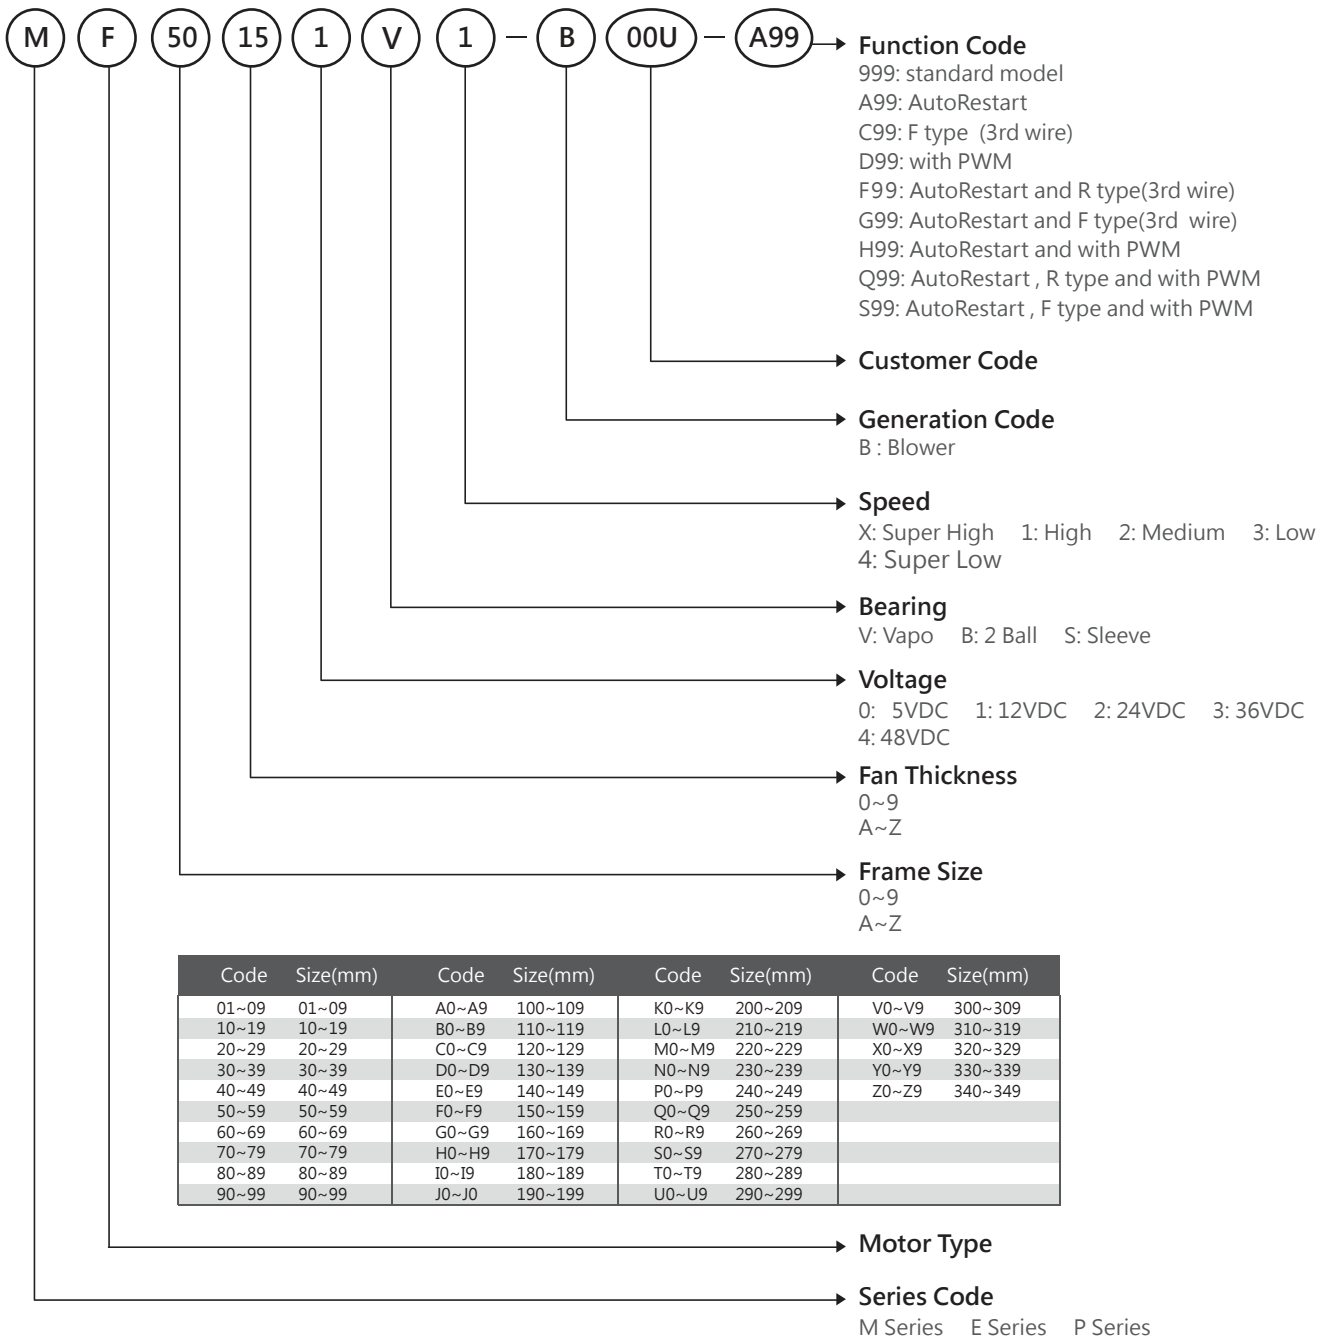 M F 50 15 1 V 1 — B 00U — A99
Function Code
999: standard model
A99: AutoRestart
C99: F type (3rd wire)
D99: with PWM
F99: AutoRestart and R type(3rd wire)
G99: AutoRestart and F type(3rd wire)
H99: AutoRestart and with PWM
Q99: AutoRestart , R type and with PWM
S99: AutoRestart , F type and with PWM
Customer Code
Generation Code
B : Blower
Speed
X: Super High 1: High 2: Medium 3: Low
4: Super Low
Bearing
V: Vapo B: 2 Ball S: Sleeve
Voltage
0: 5VDC 1: 12VDC 2: 24VDC 3: 36VDC
4: 48VDC
Fan Thickness
0~9
A~Z
Frame Size
0~9
A~Z
Code Size(mm) Code Size(mm) Code Size(mm) Code Size(mm)
01~09 01~09 A0~A9 100~109 K0~K9 200~209 V0~V9 300~309
10~19 10~19 B0~B9 110~119 L0~L9 210~219 W0~W9 310~319
20~29 20~29 C0~C9 120~129 M0~M9 220~229 X0~X9 320~329
30~39 30~39 D0~D9 130~139 N0~N9 230~239 Y0~Y9 330~339
40~49 40~49 E0~E9 140~149 P0~P9 240~249 Z0~Z9 340~349
50~59 50~59 F0~F9 150~159 Q0~Q9 250~259
60~69 60~69 G0~G9 160~169 R0~R9 260~269
70~79 70~79 H0~H9 170~179 S0~S9 270~279
80~89 80~89 I0~I9 180~189 T0~T9 280~289
90~99 90~99 J0~J0 190~199 U0~U9 290~299
Motor Type
Series Code
M Series E Series P Series